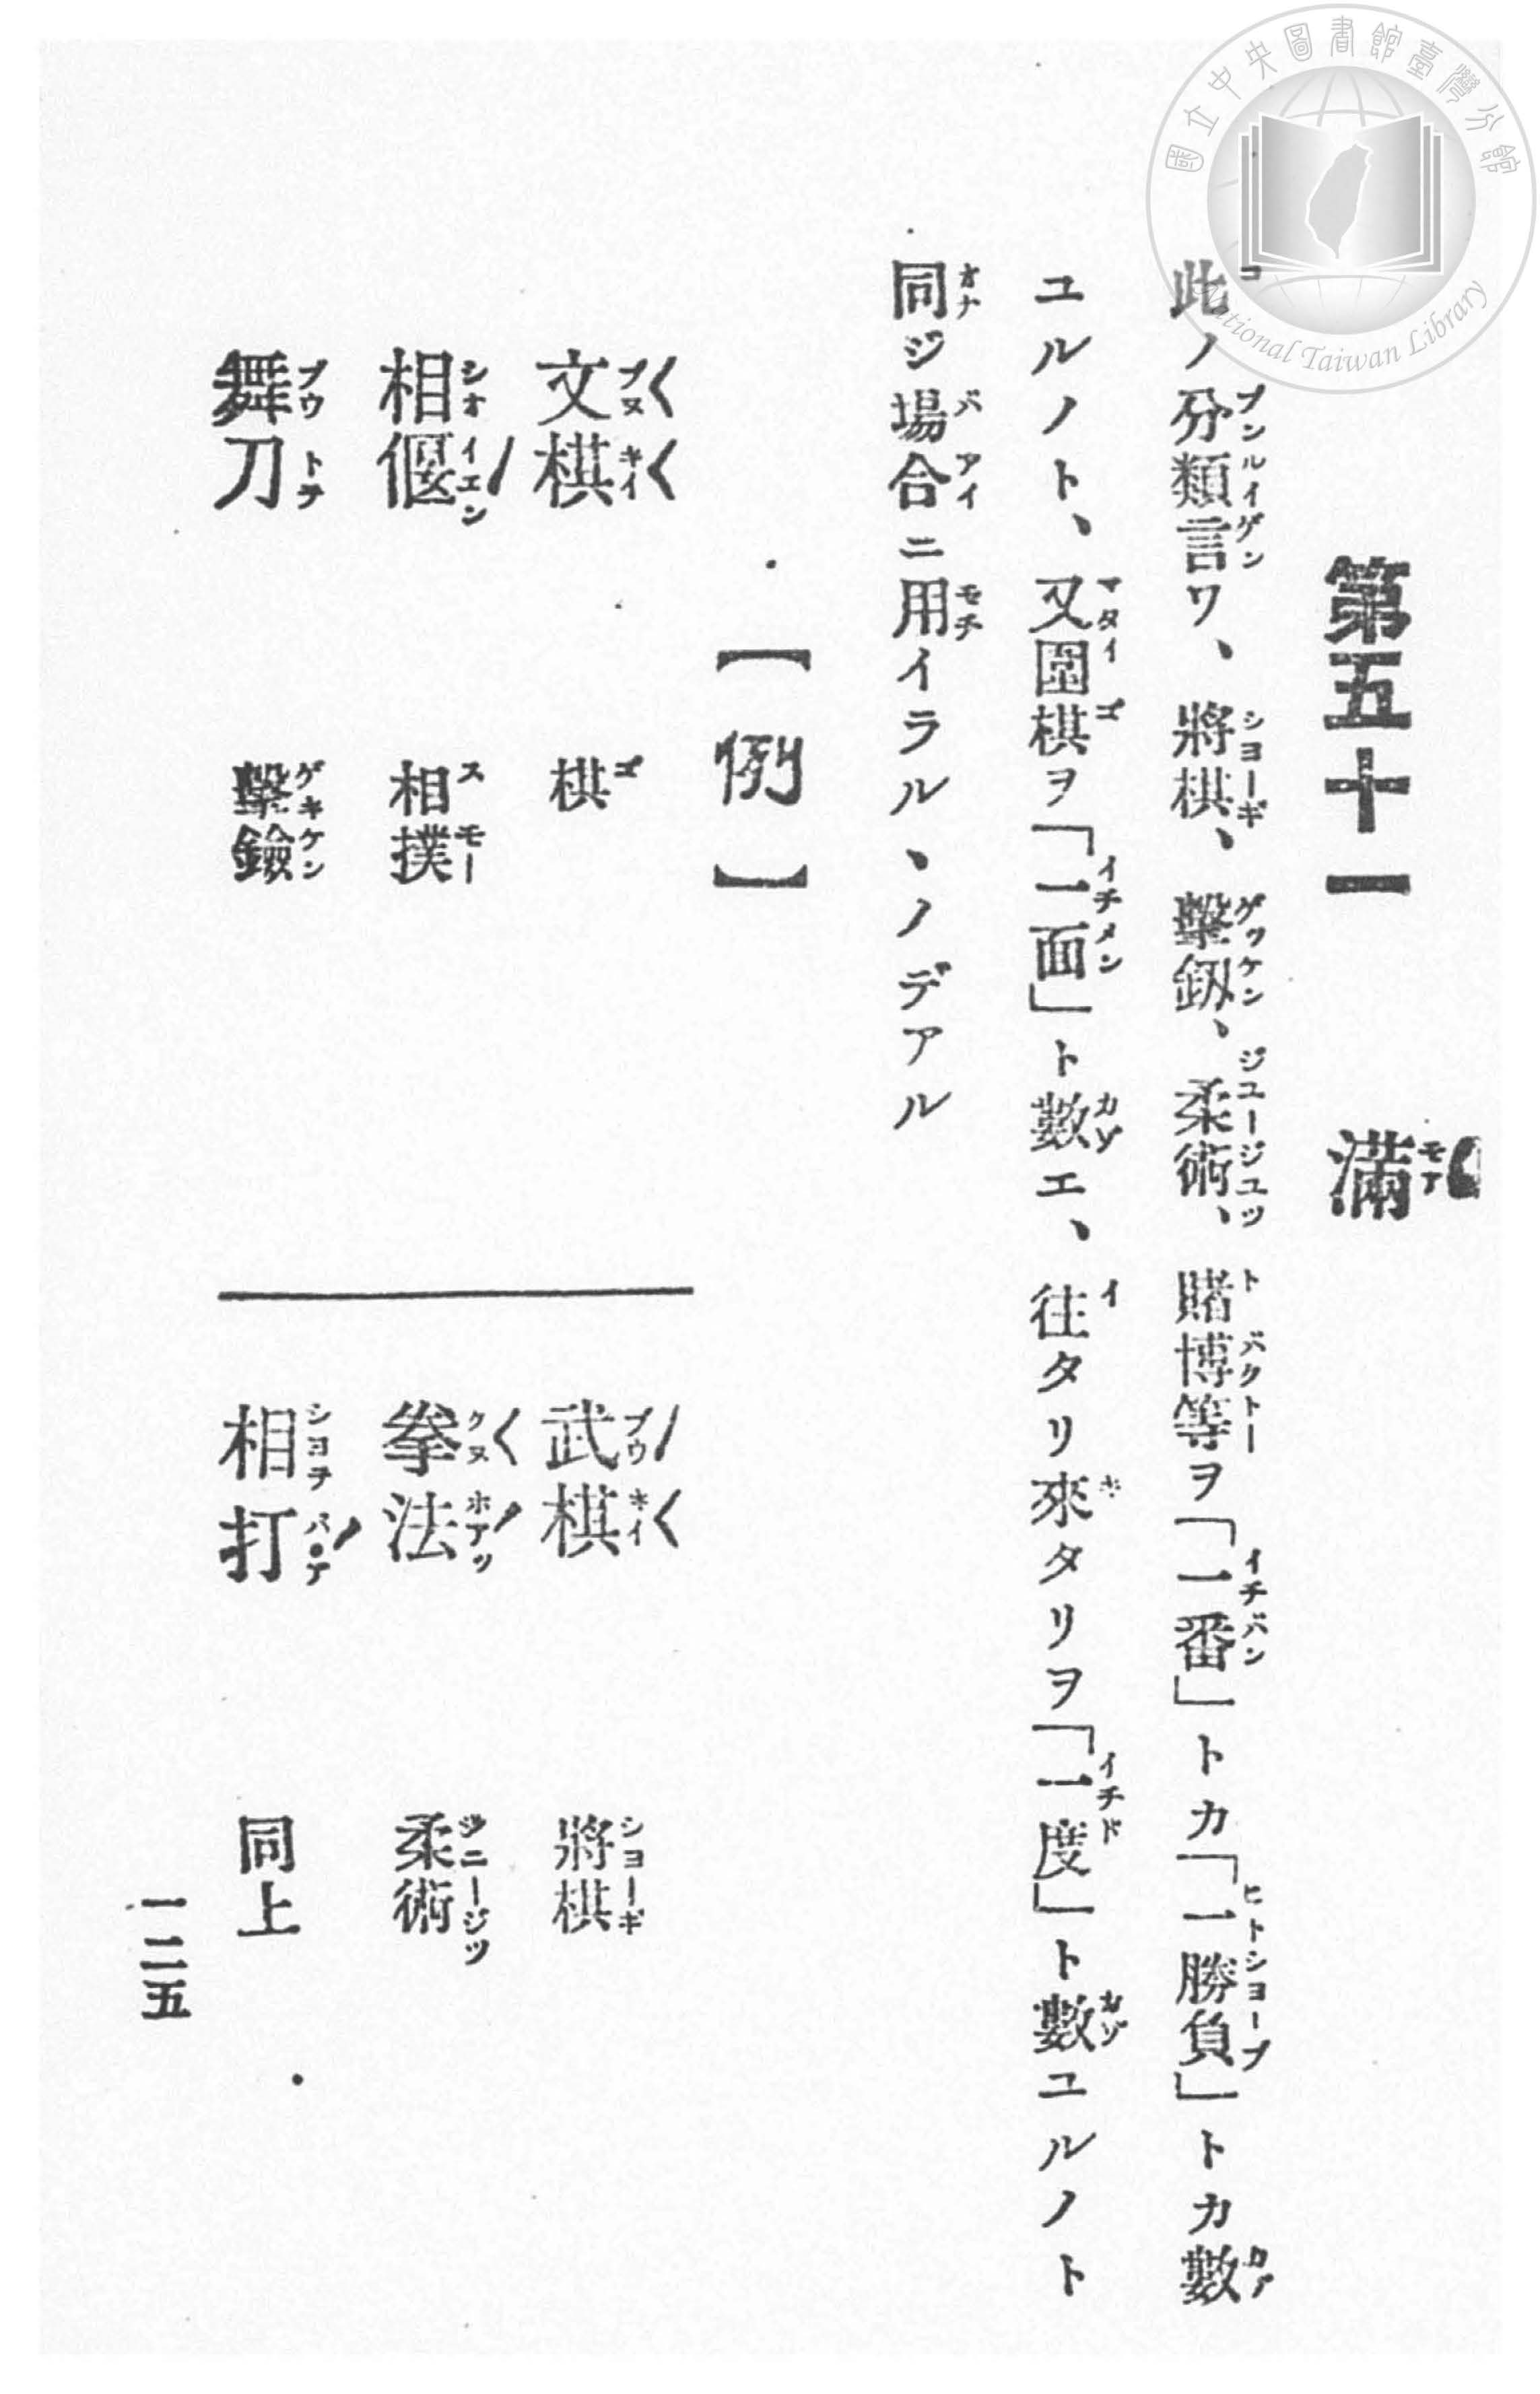 第五十一 滿
此ノ分類言ワ、將棋、擊劔、柔術、賭博等ヲ「一番」トカ「一勝負」トカ數
ユルノト、又圍棋ヲ「一面」ト數エ、往タリ來タリヲ「一度」ト數ユルノト
同ジ場合ニ用イラルヽノデアル
【例】
文棋 棋
相偃 相撲
舞刀 擊鐱
武棋 將棋
拳法 柔術
相打 同上
一二五
國立中央圖書館臺灣分館
National Taiwan Library